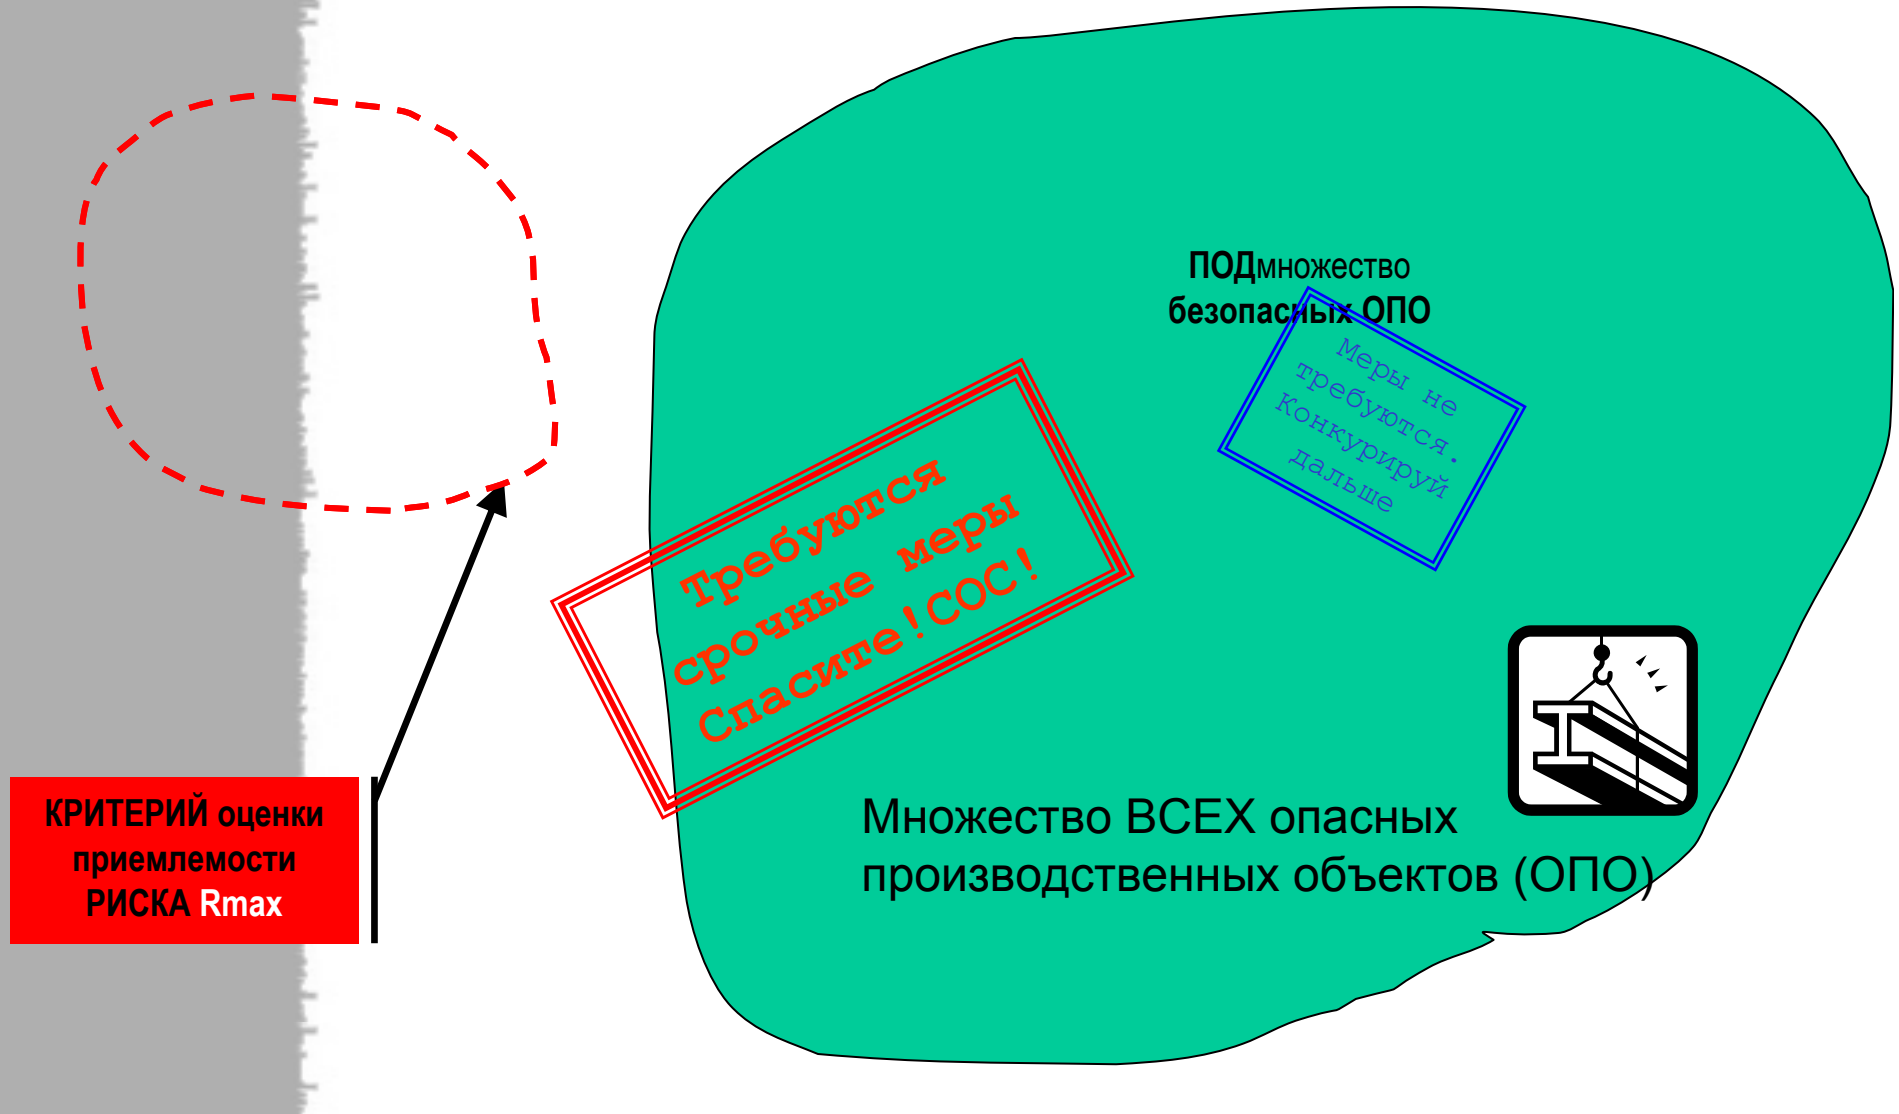 ПОДмножество
безопасных ОПО
Меры не
требуются.
Конкурируй
дальше
Требуются
срочные меры
Спасите!СОС!
КРИТЕРИЙ оценки
приемлемости
РИСКА Rmax
Множество ВСЕХ опасных
производственных объектов (ОПО)